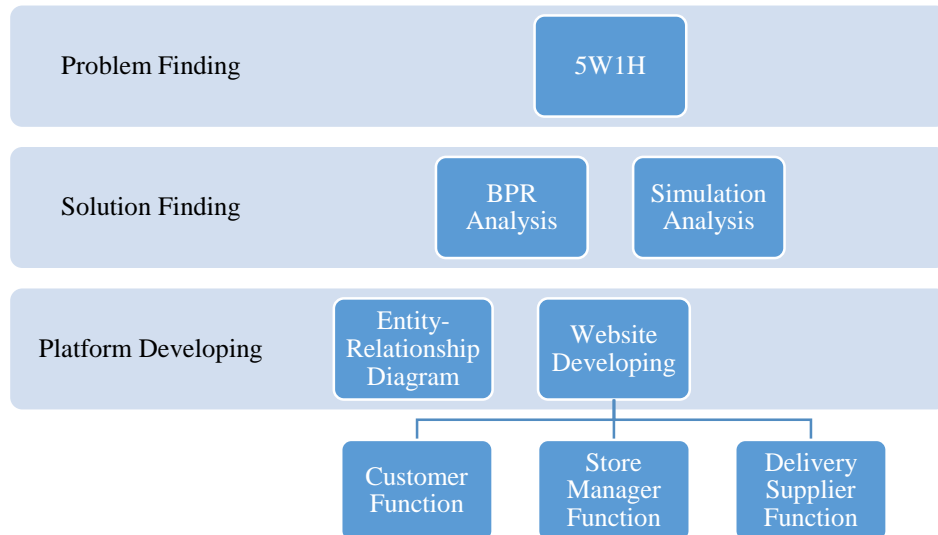 Problem Finding
5W1H
Solution Finding
BPR
Analysis
Simulation
Analysis
Platform Developing
Entity-
Relationship
Diagram
Website
Developing
Customer
Function
Store
Manager
Function
Delivery
Supplier
Function